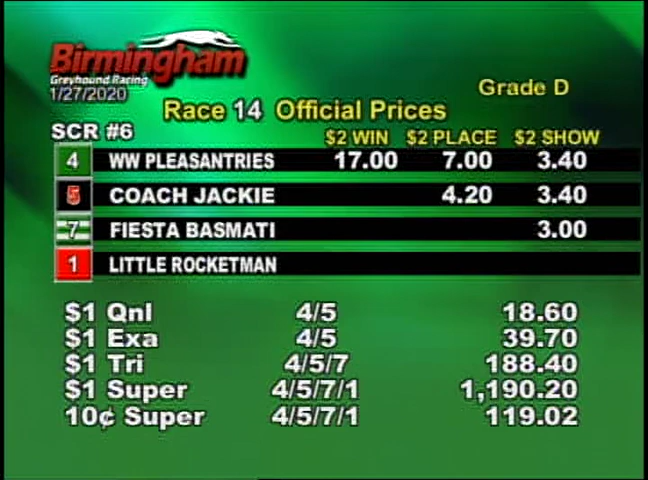 Birmingham
Greyhound Racing
1/27/2020
Grade D
Race 14 Official Prices
SCR #6
$2 WIN $2 PLACE $2 SHOW
4 WW PLEASANTRIES 17.00 7.00 3.40
5 COACH JACKIE 4.20 3.40
7 FIESTA BASMATI 3.00
1 LITTLE ROCKETMAN
$1 Qnl 4/5 18.60
$1 Exa 4/5 39.70
$1 Tri 4/5/7 188.40
$1 Super 4/5/7/1 1,190.20
10¢ Super 4/5/7/1 119.02